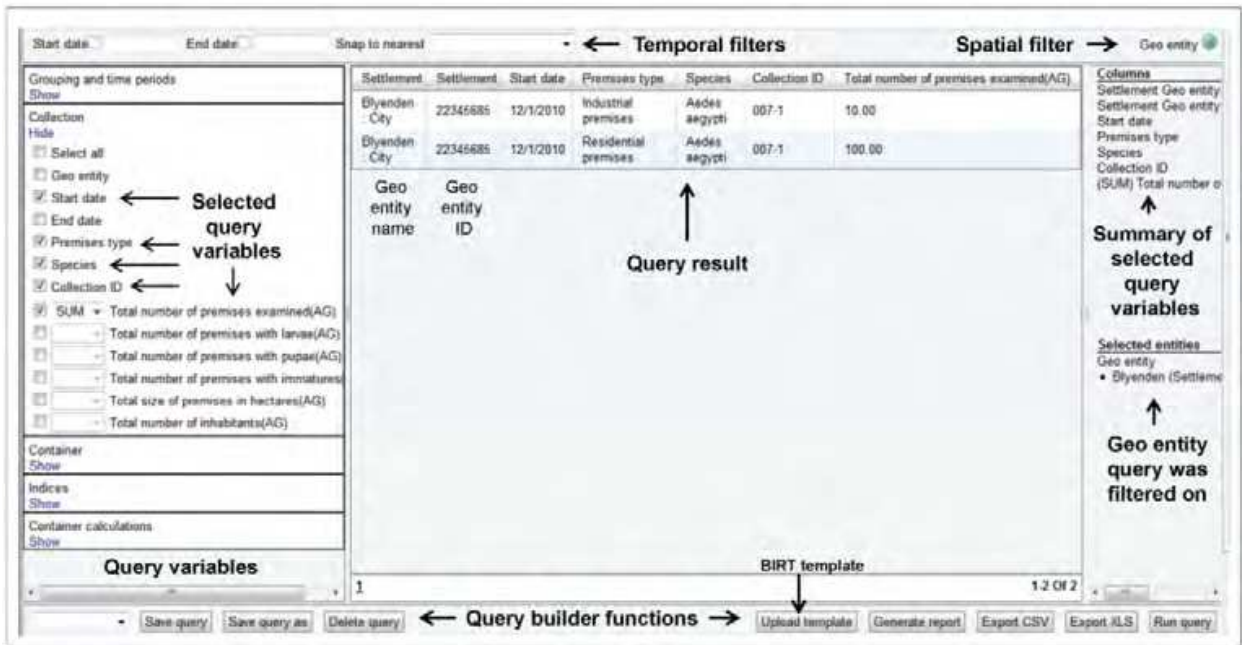 Start date End date Snap to nearest ← Temporal filters Spatial filter → Geo entity
Grouping and time periods
Show
Collection
Hide
Select all
Geo entity
Start date
End date
Premises type
Species
Collection ID
SUM Total number of premises examined(AG)
Total number of premises with larvae(AG)
Total number of premises with pupae(AG)
Total number of premises with immatures
Total size of premises in hectares(AG)
Total number of inhabitants(AG)
Selected
query
variables
Container
Show
Indices
Show
Container calculations
Show
Query variables
Settlement Settlement Start date Premises type Species Collection ID Total number of premises examined(AG)
Blyenden City 22345685 12/1/2010 Industrial premises Aedes aegypti 007-1 10.00
Blyenden City 22345685 12/1/2010 Residential premises Aedes aegypti 007-1 100.00
Geo entity name
Geo entity ID
Query result
BIRT template
1 1-2 Of 2
Columns
Settlement Geo entity
Settlement Geo entity
Start date
Premises type
Species
Collection ID
(SUM) Total number o
Summary of
selected
query
variables
Selected entities
Geo entity
• Blyenden (Settleme
Geo entity
query was
filtered on
Save query Save query as Delete query ← Query builder functions → Upload template Generate report Export CSV Export XLS Run query